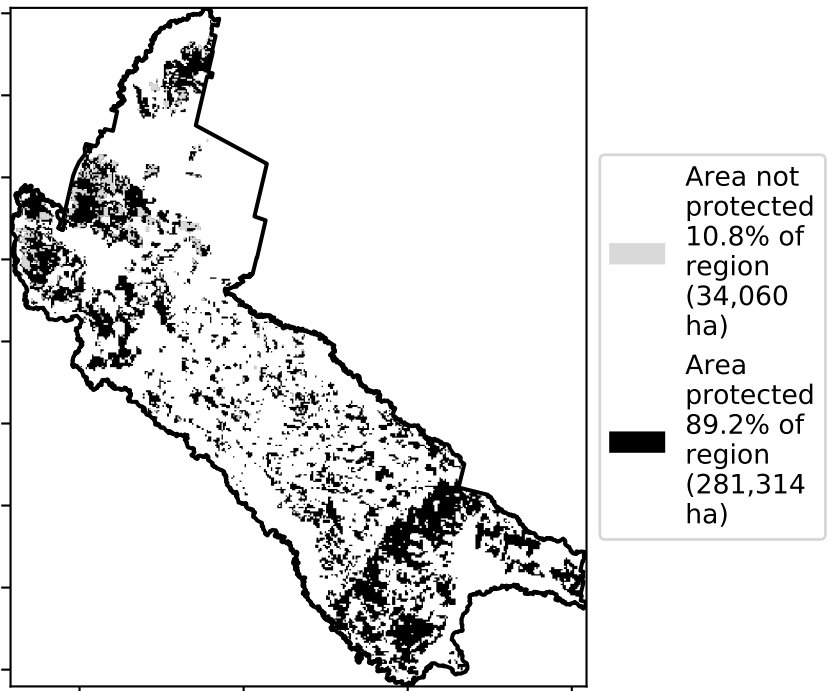 Area not
protected
10.8% of
region
(34,060
ha)
Area
protected
89.2% of
region
(281,314
ha)